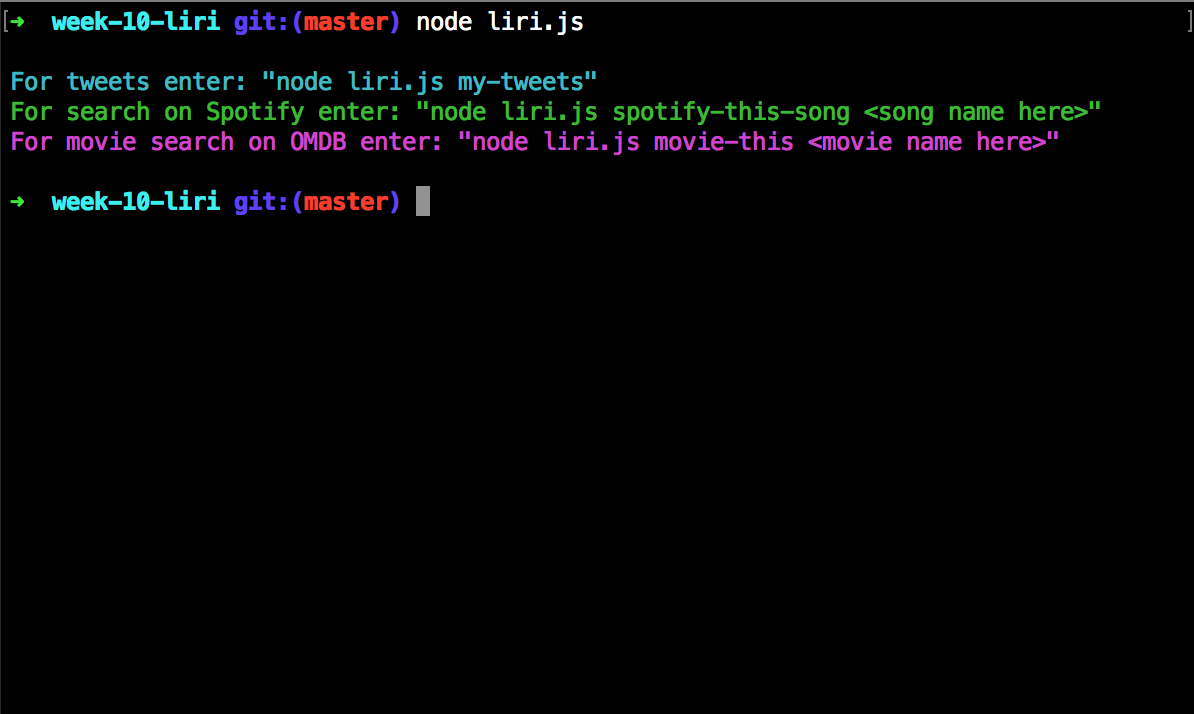 [➜  week-10-liri git:(master) node liri.js ]
For tweets enter: "node liri.js my-tweets"
For search on Spotify enter: "node liri.js spotify-this-song <song name here>"
For movie search on OMDB enter: "node liri.js movie-this <movie name here>"
➜  week-10-liri git:(master)